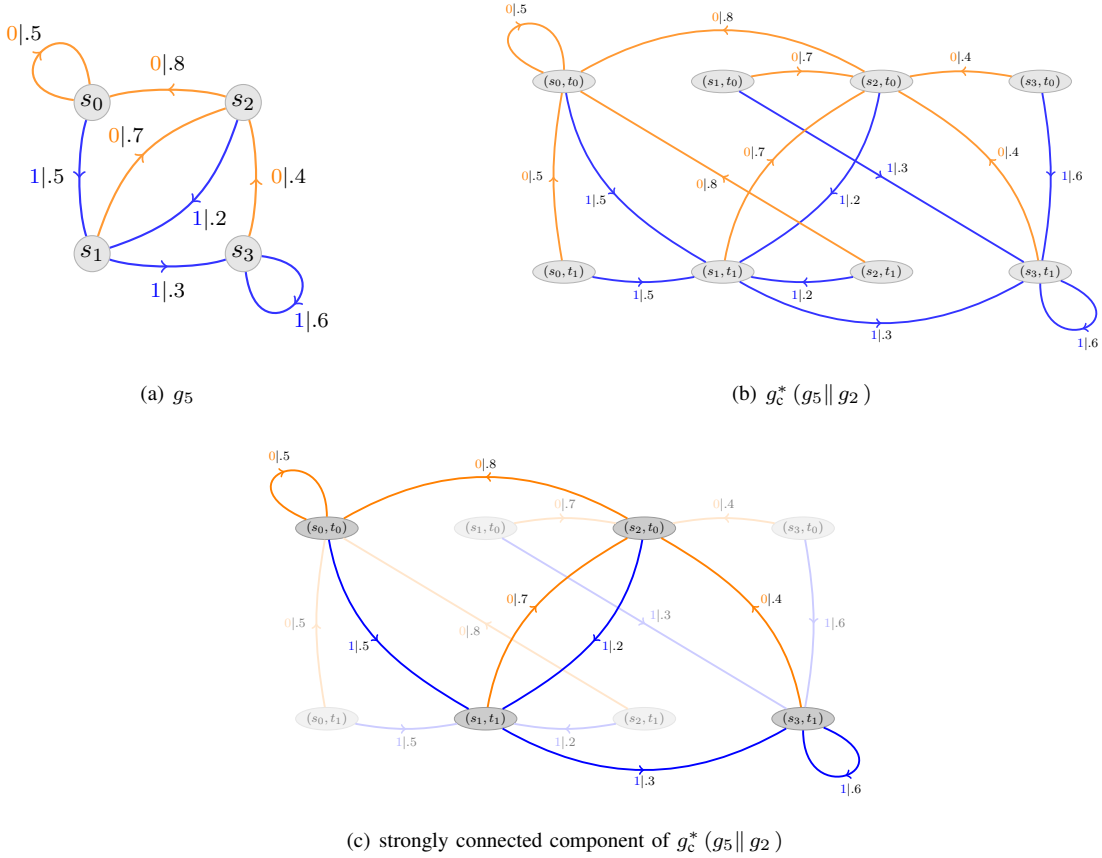 0|.5
0|.8
s₀
s₂
0|.7
1|.5
0|.4
1|.2
s₁
s₃
1|.3
1|.6
(a) g₅
0|.5
0|.8
0|.7
0|.4
(s₀, t₀)
(s₁, t₀)
(s₂, t₀)
(s₃, t₀)
0|.7
0|.4
1|.3
0|.5
1|.6
0|.8
1|.5
1|.2
(s₀, t₁)
(s₁, t₁)
(s₂, t₁)
(s₃, t₁)
1|.5
1|.2
1|.3
1|.6
(b) g*c (g₅‖ g₂)
0|.5
0|.8
0|.7
0|.4
(s₀, t₀)
(s₁, t₀)
(s₂, t₀)
(s₃, t₀)
0|.7
0|.4
1|.3
0|.5
0|.8
1|.6
1|.5
1|.2
(s₀, t₁)
(s₁, t₁)
(s₂, t₁)
(s₃, t₁)
1|.5
1|.2
1|.3
1|.6
(c) strongly connected component of g*c (g₅‖ g₂)